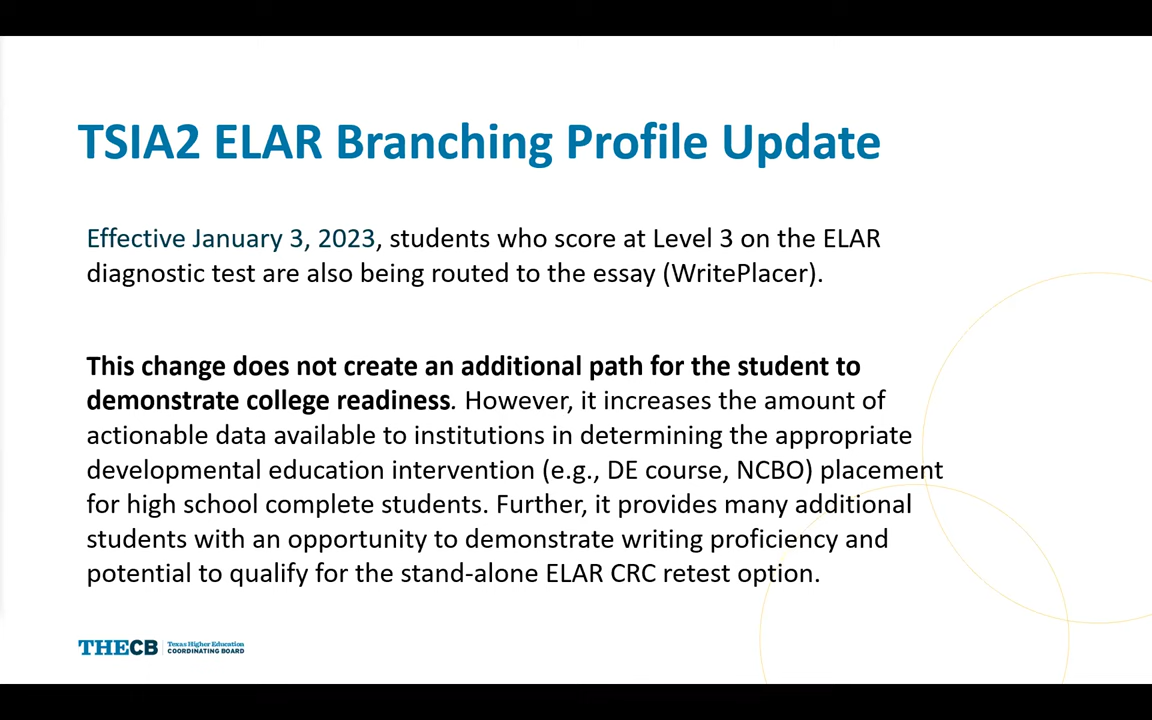 TSIA2 ELAR Branching Profile Update
Effective January 3, 2023, students who score at Level 3 on the ELAR
diagnostic test are also being routed to the essay (WritePlacer).
This change does not create an additional path for the student to
demonstrate college readiness. However, it increases the amount of
actionable data available to institutions in determining the appropriate
developmental education intervention (e.g., DE course, NCBO) placement
for high school complete students. Further, it provides many additional
students with an opportunity to demonstrate writing proficiency and
potential to qualify for the stand-alone ELAR CRC retest option.
THECB
Texas Higher Education
COORDINATING BOARD